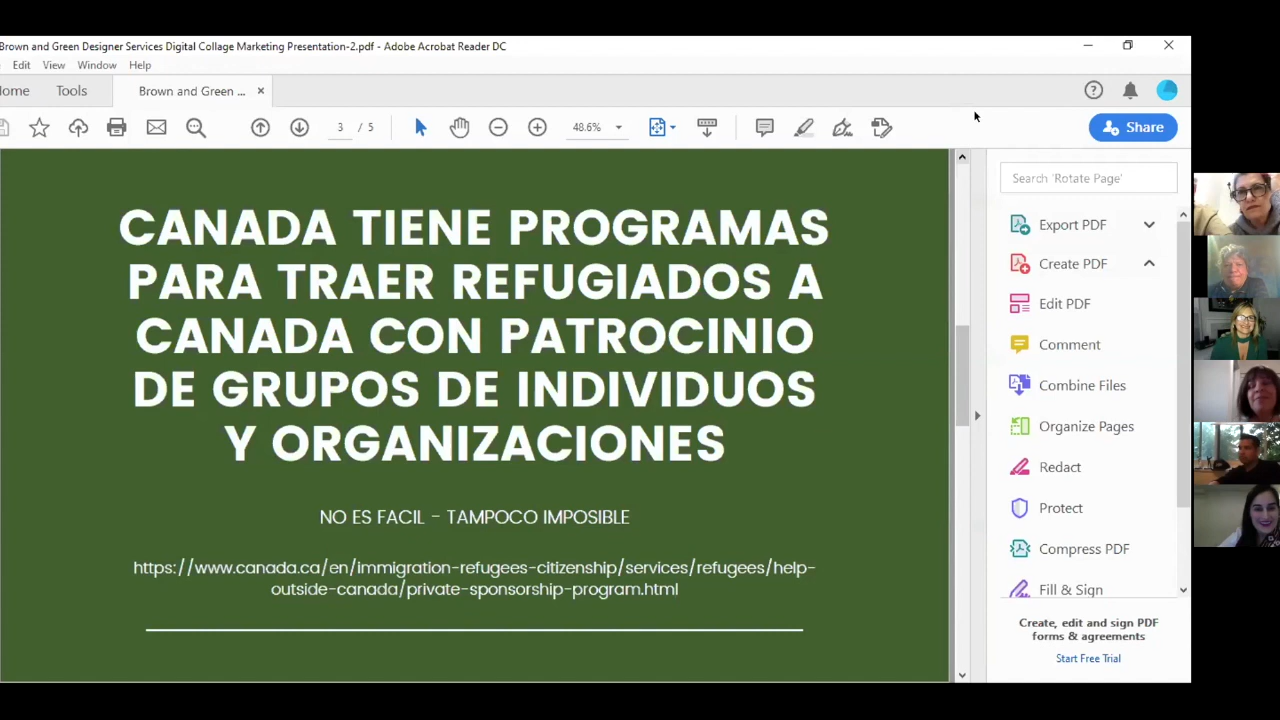 Brown and Green Designer Services Digital Collage Marketing Presentation-2.pdf - Adobe Acrobat Reader DC
Edit View Window Help
ome Tools Brown and Green ... ×
3 / 5 48.6% Share
CANADA TIENE PROGRAMAS
PARA TRAER REFUGIADOS A
CANADA CON PATROCINIO
DE GRUPOS DE INDIVIDUOS
Y ORGANIZACIONES
NO ES FACIL - TAMPOCO IMPOSIBLE
https://www.canada.ca/en/immigration-refugees-citizenship/services/refugees/help-
outside-canada/private-sponsorship-program.html
Search 'Rotate Page'
Export PDF
Create PDF
Edit PDF
Comment
Combine Files
Organize Pages
Redact
Protect
Compress PDF
Fill & Sign
Create, edit and sign PDF
forms & agreements
Start Free Trial